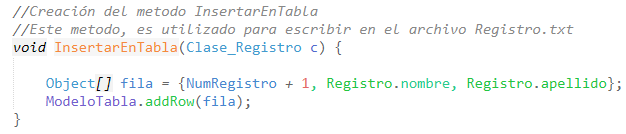 //Creación del metodo InsertarEnTabla
//Este metodo, es utilizado para escribir en el archivo Registro.txt
void InsertarEnTabla(Clase_Registro c) {
Object[] fila = {NumRegistro + 1, Registro.nombre, Registro.apellido};
ModeloTabla.addRow(fila);
}